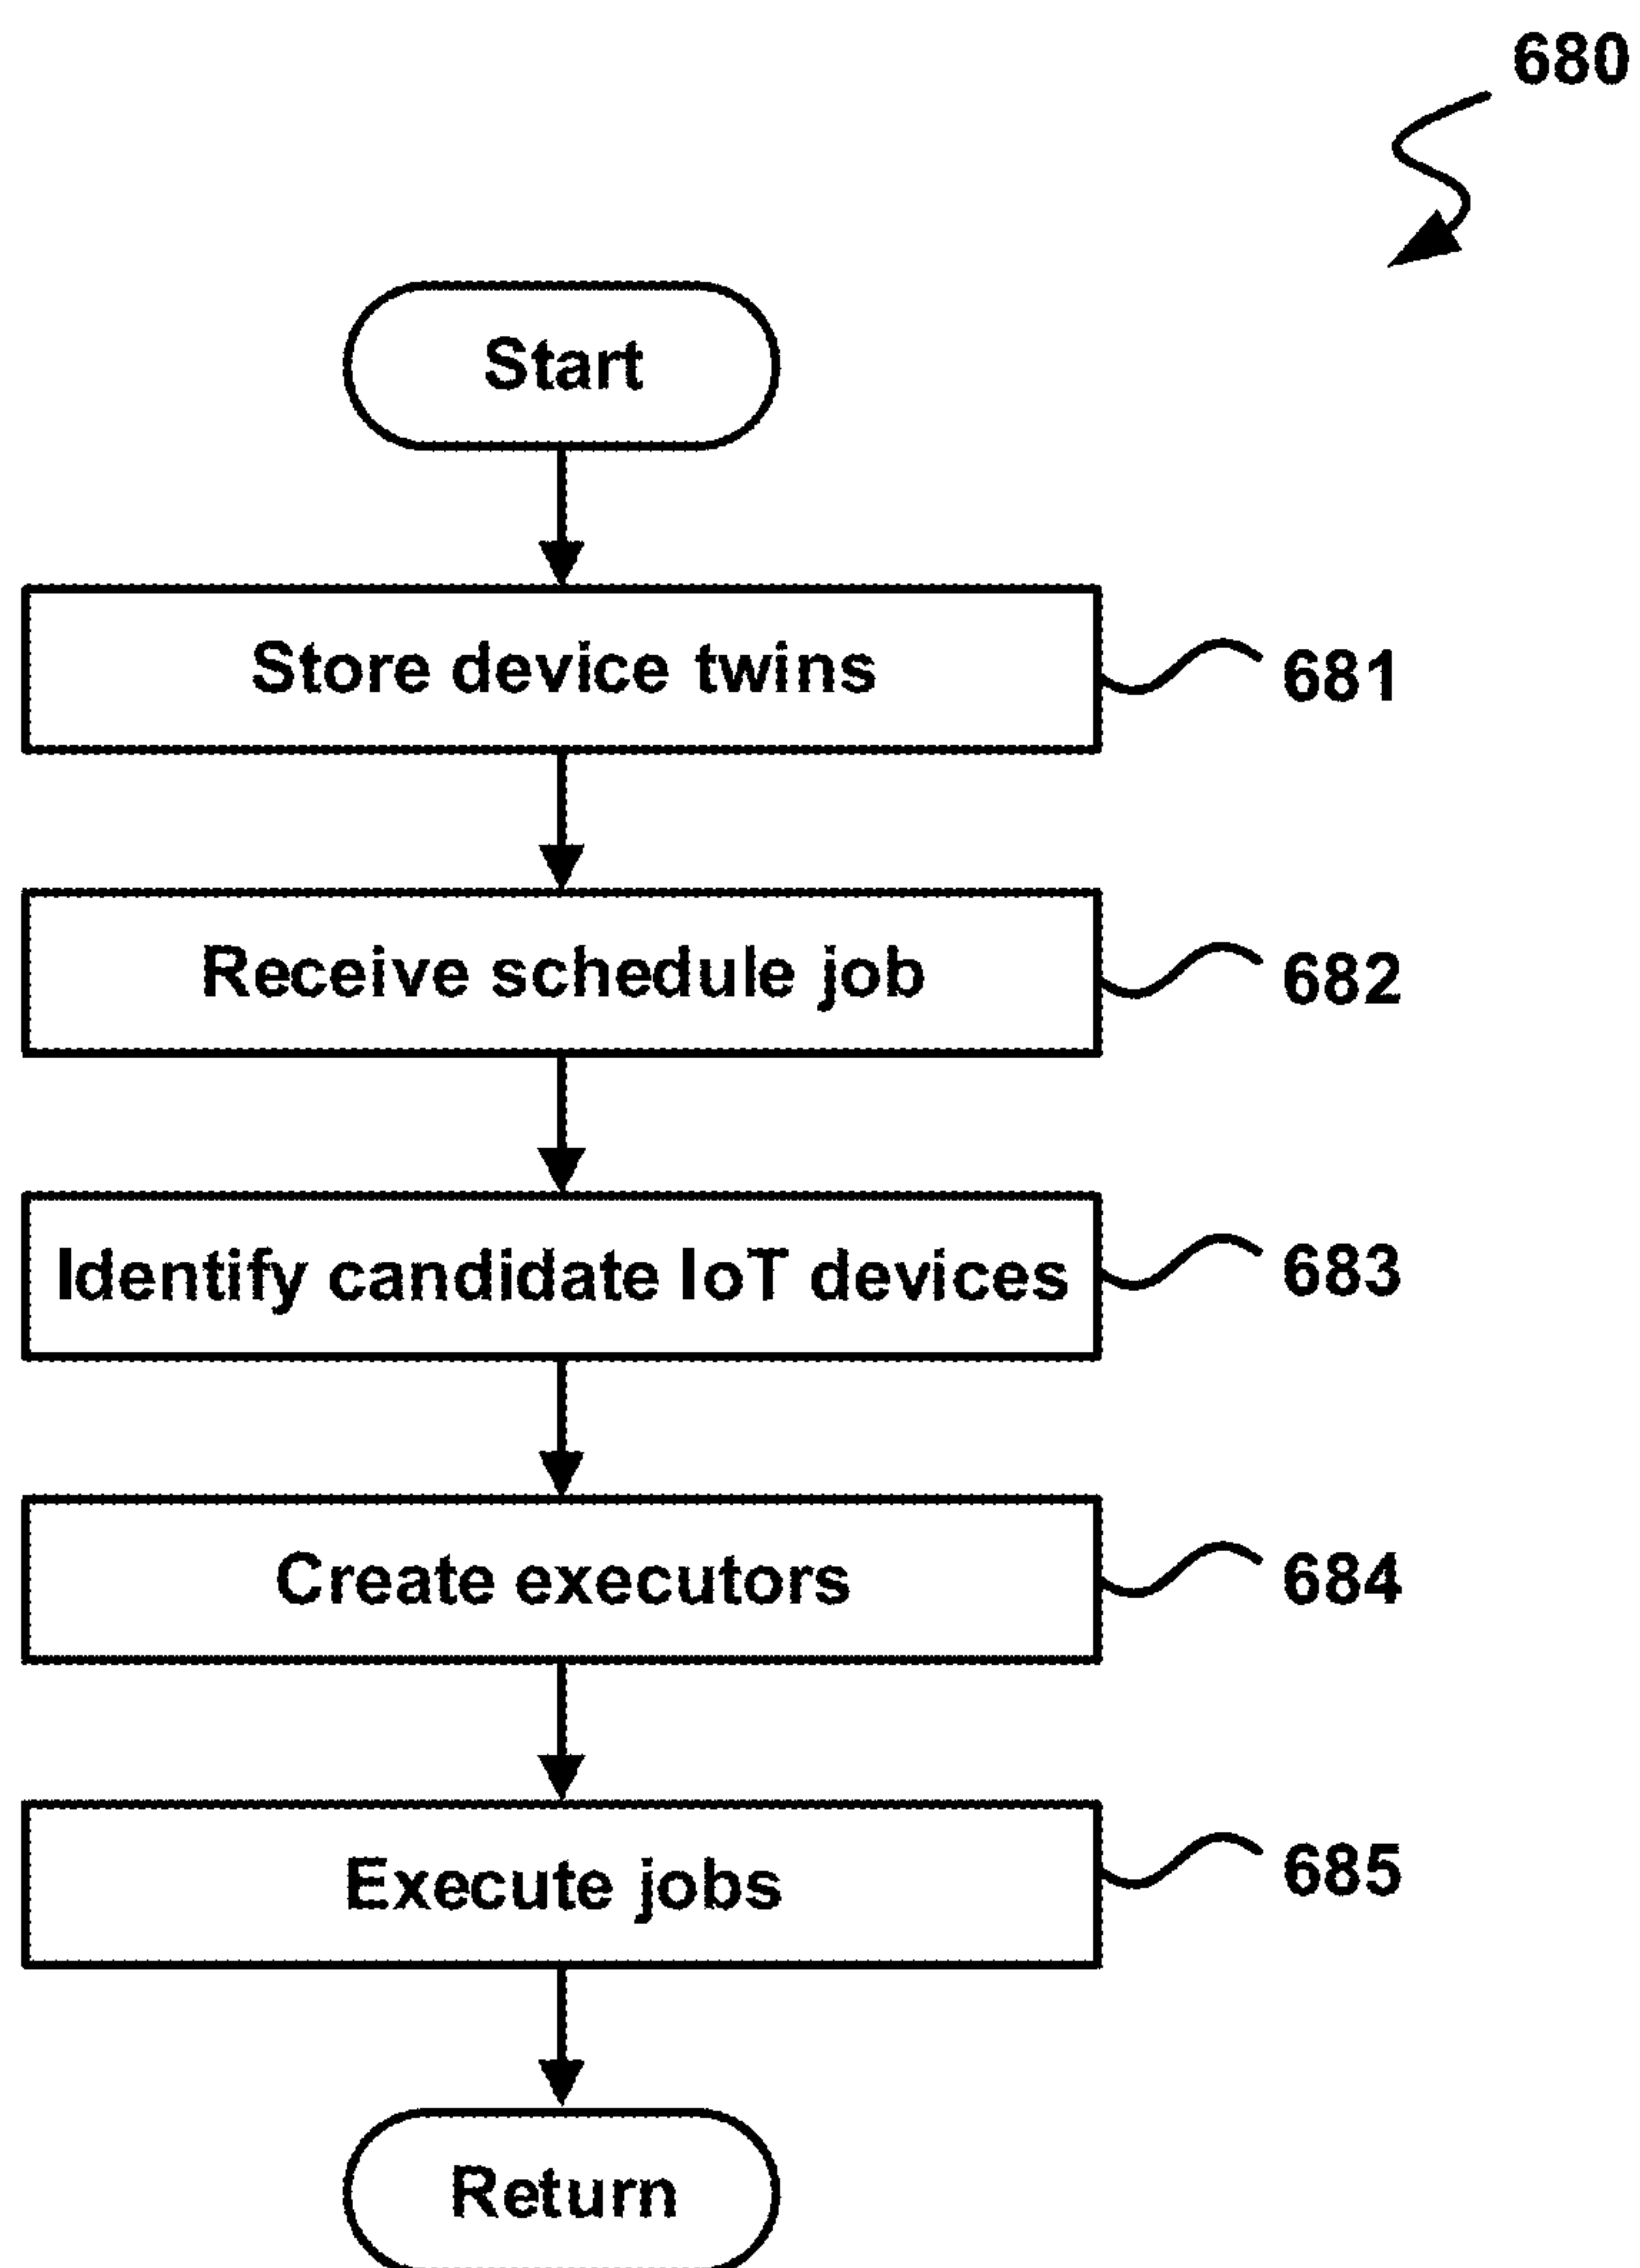 680
Start
Store device twins
681
Receive schedule job
682
Identify candidate IoT devices
683
Create executors
684
Execute jobs
685
Return